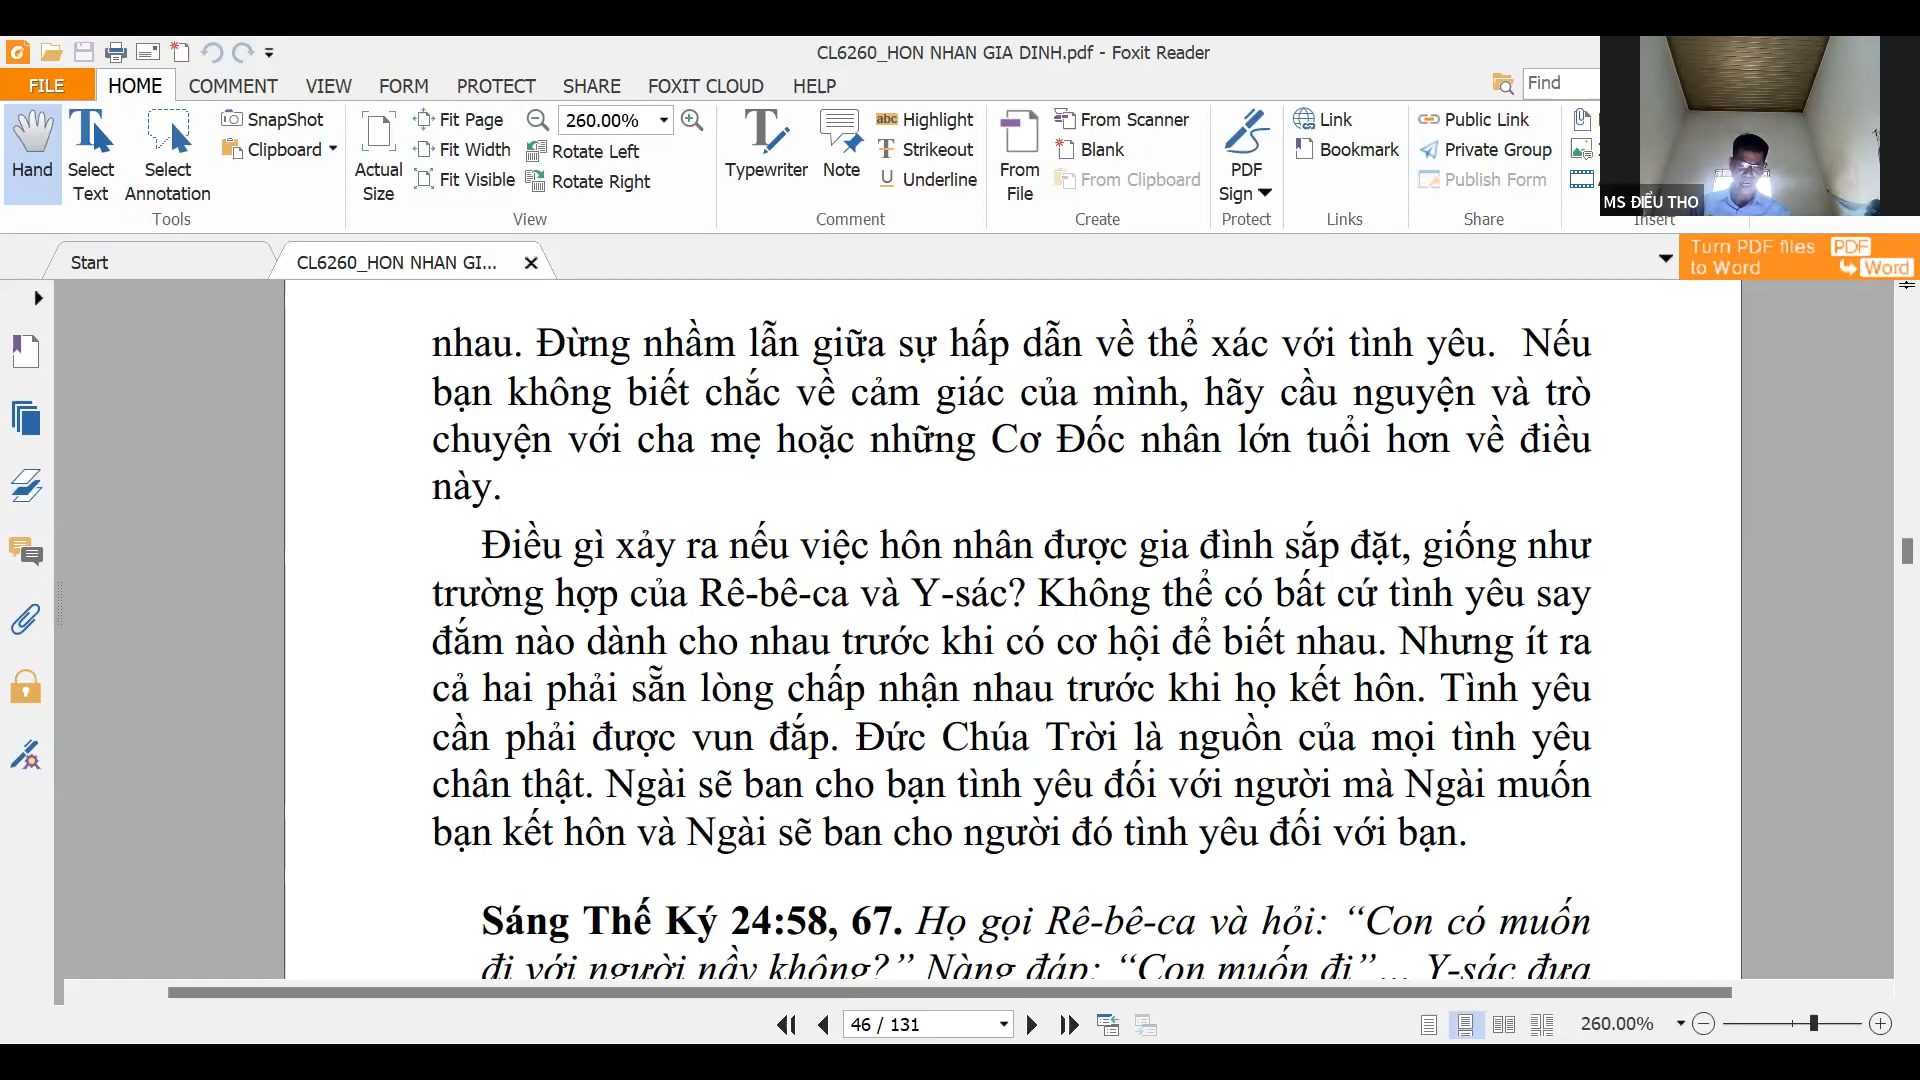 CL6260_HON NHAN GIA DINH.pdf - Foxit Reader
FILE HOME COMMENT VIEW FORM PROTECT SHARE FOXIT CLOUD HELP
Find
Hand
Select Text
Select Annotation
SnapShot
Clipboard
Tools
Actual Size
Fit Page
Fit Width
Fit Visible
260.00%
Rotate Left
Rotate Right
View
Typewriter
Note
Highlight
Strikeout
Underline
Comment
From File
From Scanner
Blank
From Clipboard
Create
PDF Sign
Protect
Link
Bookmark
Links
Public Link
Private Group
Publish Form
Share
Insert
MS ĐIỂU THO
Start
CL6260_HON NHAN GI...
Turn PDF files
to Word
PDF
Word
nhau. Đừng nhầm lẫn giữa sự hấp dẫn về thể xác với tình yêu. Nếu
bạn không biết chắc về cảm giác của mình, hãy cầu nguyện và trò
chuyện với cha mẹ hoặc những Cơ Đốc nhân lớn tuổi hơn về điều
này.
Điều gì xảy ra nếu việc hôn nhân được gia đình sắp đặt, giống như
trường hợp của Rê-bê-ca và Y-sác? Không thể có bất cứ tình yêu say
đắm nào dành cho nhau trước khi có cơ hội để biết nhau. Nhưng ít ra
cả hai phải sẵn lòng chấp nhận nhau trước khi họ kết hôn. Tình yêu
cần phải được vun đắp. Đức Chúa Trời là nguồn của mọi tình yêu
chân thật. Ngài sẽ ban cho bạn tình yêu đối với người mà Ngài muốn
bạn kết hôn và Ngài sẽ ban cho người đó tình yêu đối với bạn.
Sáng Thế Ký 24:58, 67. Họ gọi Rê-bê-ca và hỏi: “Con có muốn
đi với người nầy không?” Nàng đáp: “Con muốn đi”... Y-sác đưa
46 / 131
260.00%